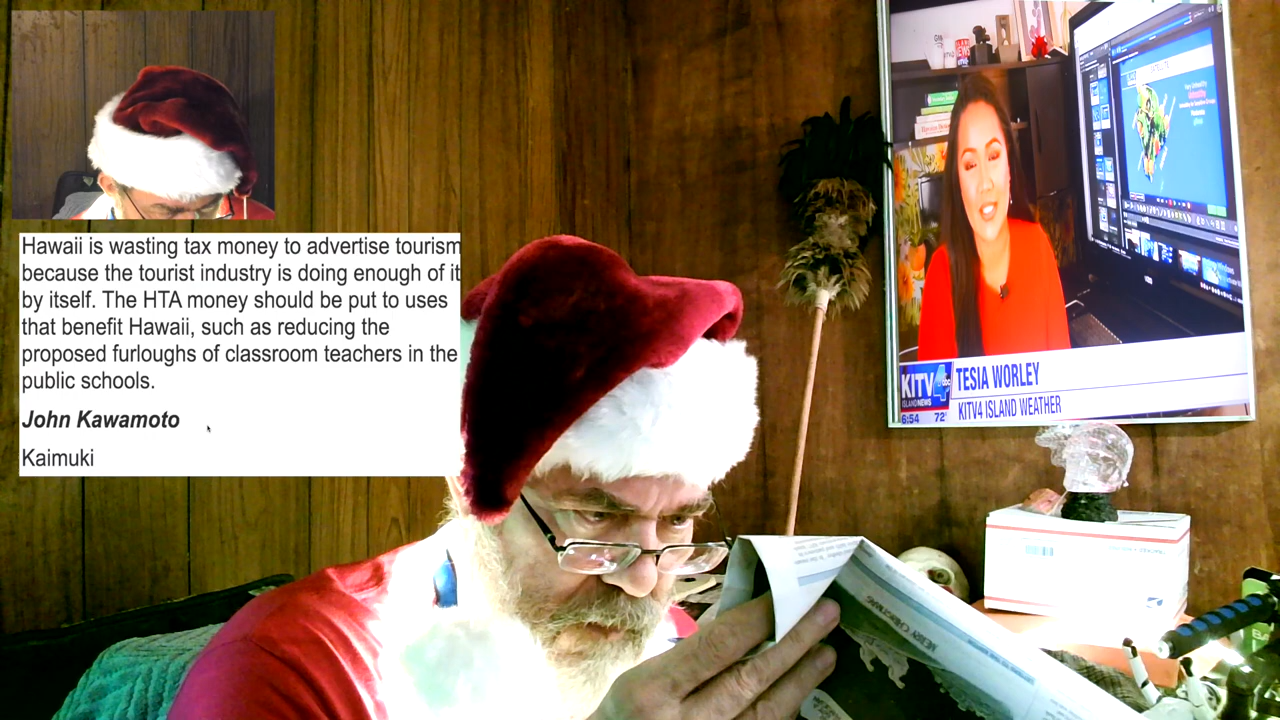 Hawaii is wasting tax money to advertise tourism
because the tourist industry is doing enough of it
by itself. The HTA money should be put to uses
that benefit Hawaii, such as reducing the
proposed furloughs of classroom teachers in the
public schools.
John Kawamoto
Kaimuki
KITV 4 abc
ISLAND NEWS
6:54 72°
TESIA WORLEY
KITV4 ISLAND WEATHER
MERRY CHRISTMAS